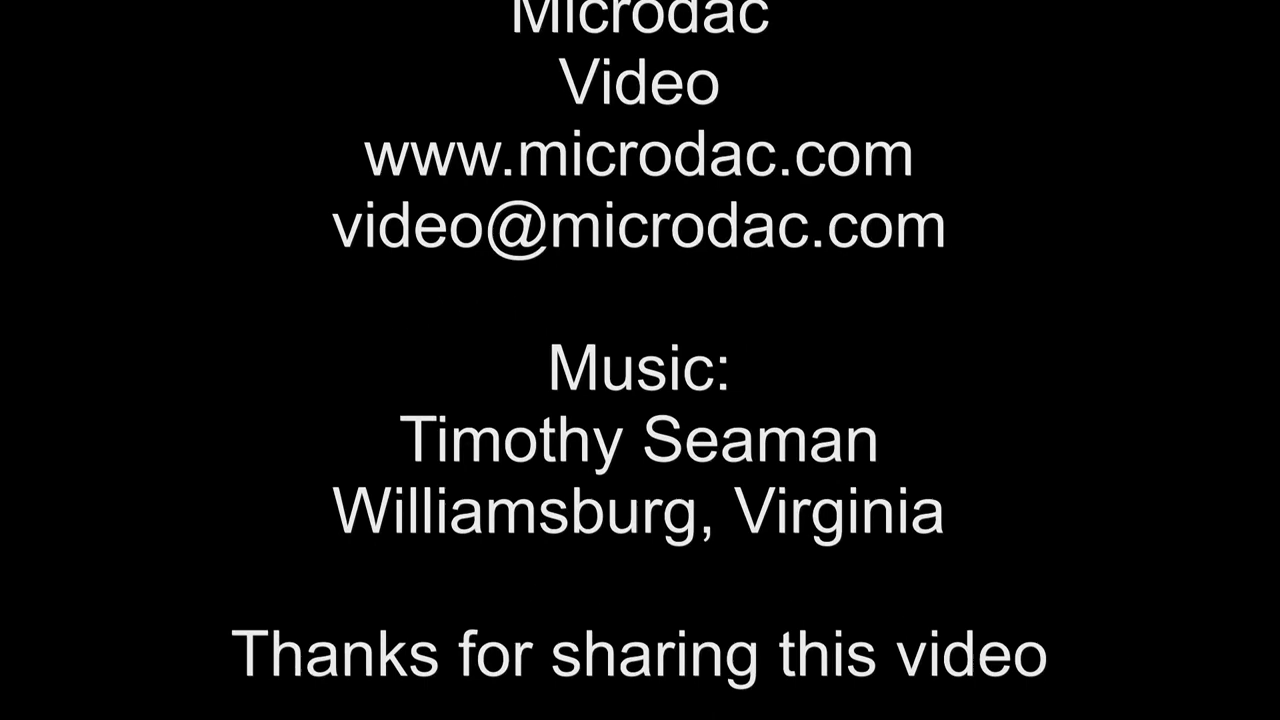 Microdac
Video
www.microdac.com
video@microdac.com
Music:
Timothy Seaman
Williamsburg, Virginia
Thanks for sharing this video